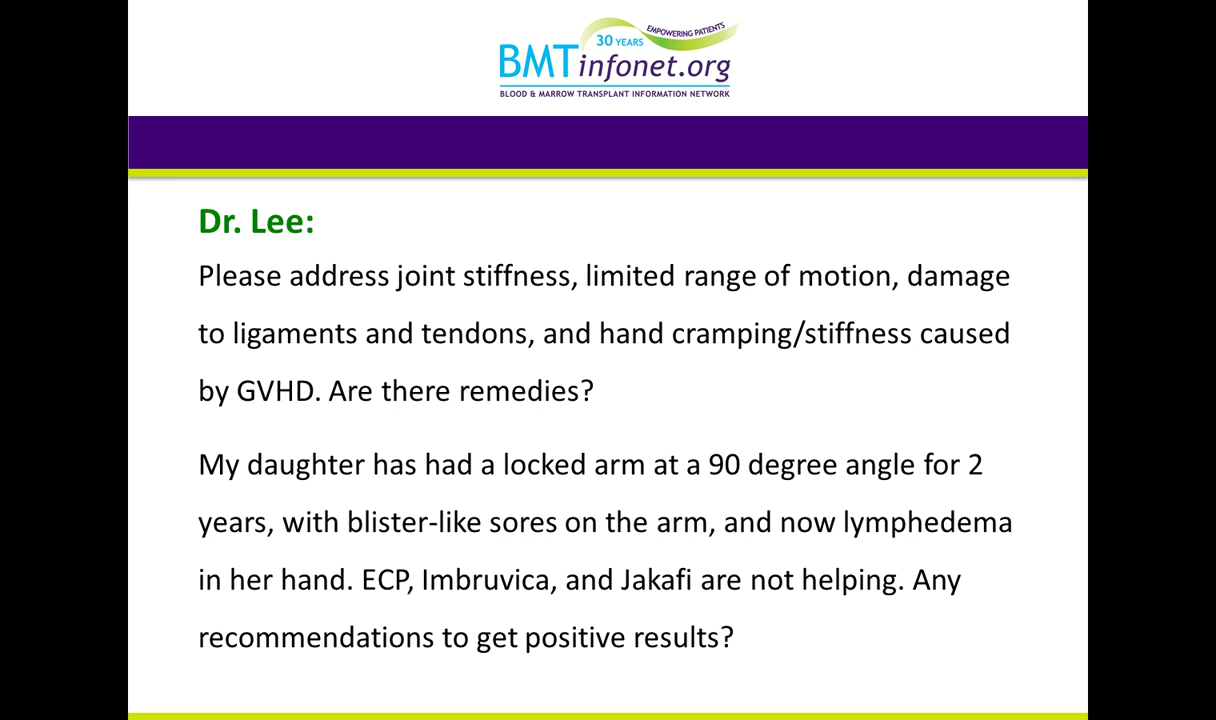 EMPOWERING PATIENTS
30 YEARS
BMTinfonet.org
BLOOD & MARROW TRANSPLANT INFORMATION NETWORK
Dr. Lee:
Please address joint stiffness, limited range of motion, damage
to ligaments and tendons, and hand cramping/stiffness caused
by GVHD. Are there remedies?
My daughter has had a locked arm at a 90 degree angle for 2
years, with blister-like sores on the arm, and now lymphedema
in her hand. ECP, Imbruvica, and Jakafi are not helping. Any
recommendations to get positive results?